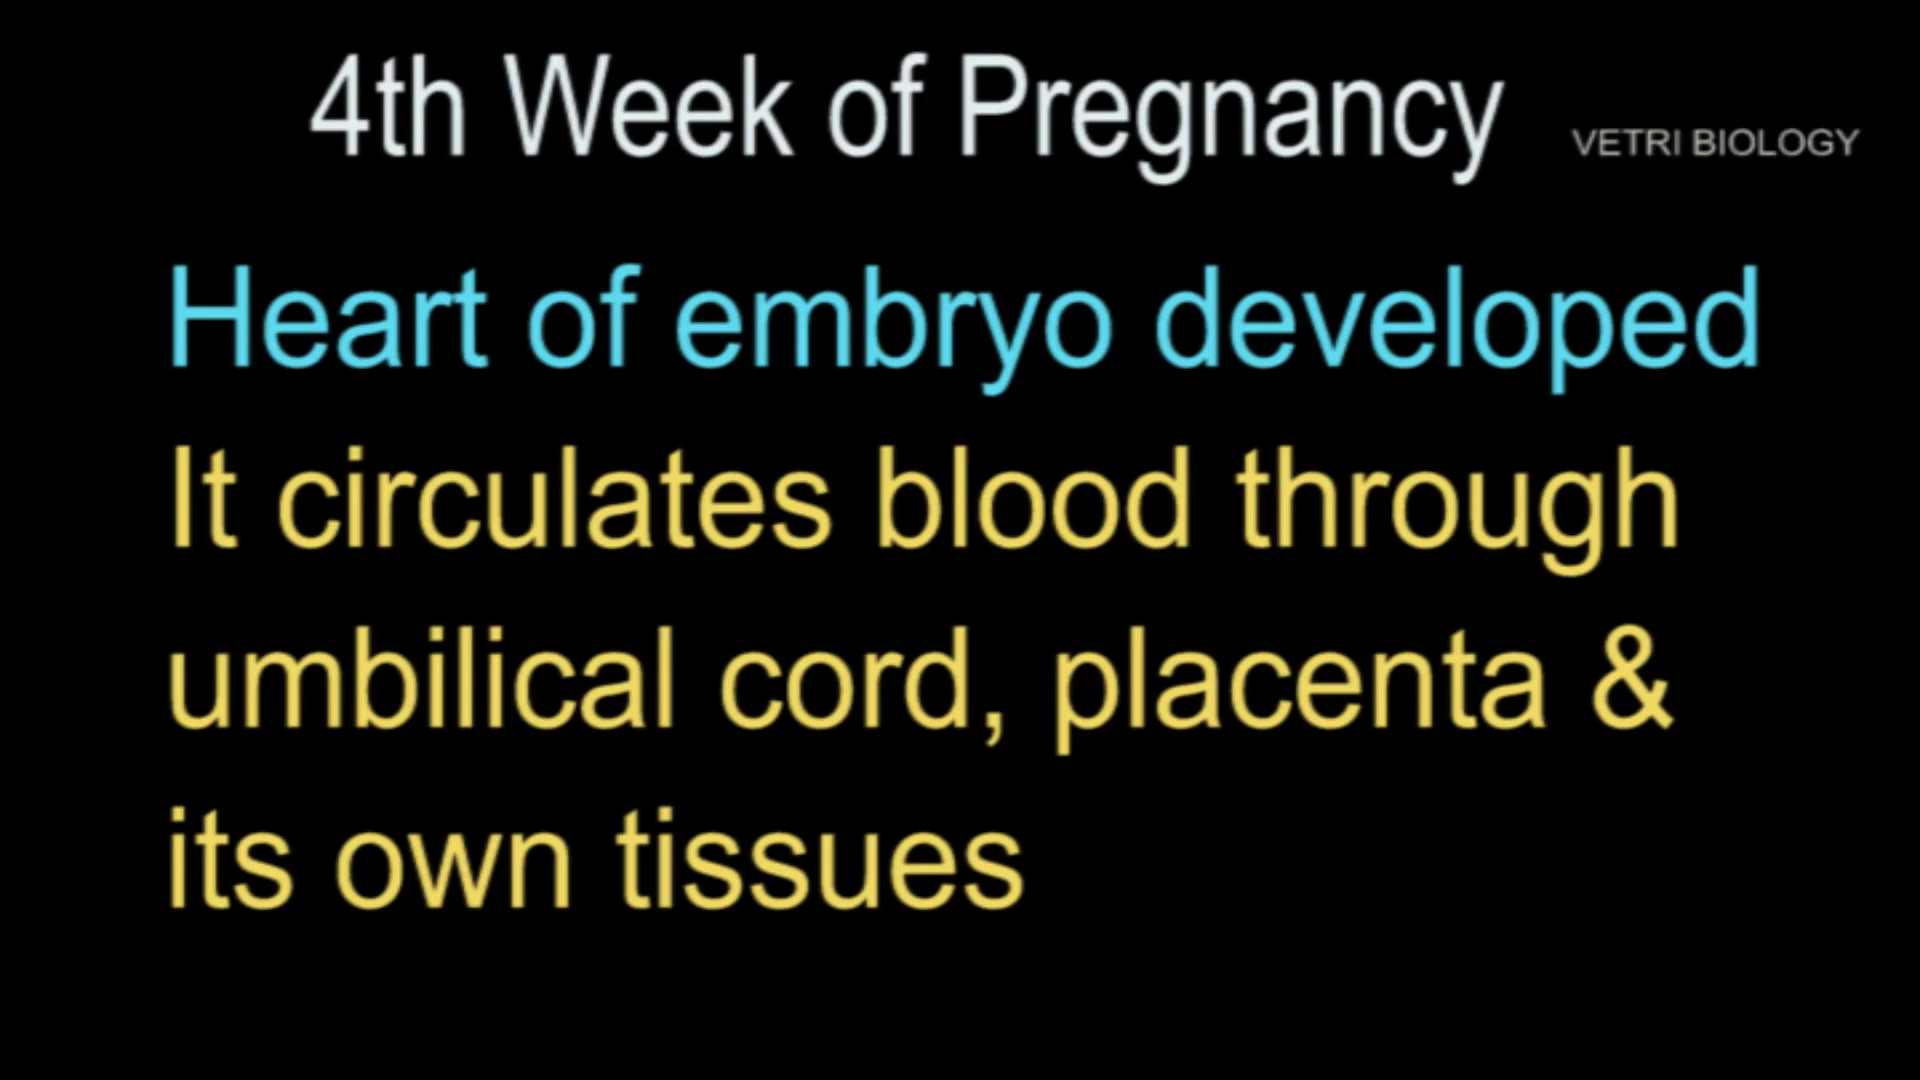 4th Week of Pregnancy
VETRI BIOLOGY
Heart of embryo developed
It circulates blood through
umbilical cord, placenta &
its own tissues